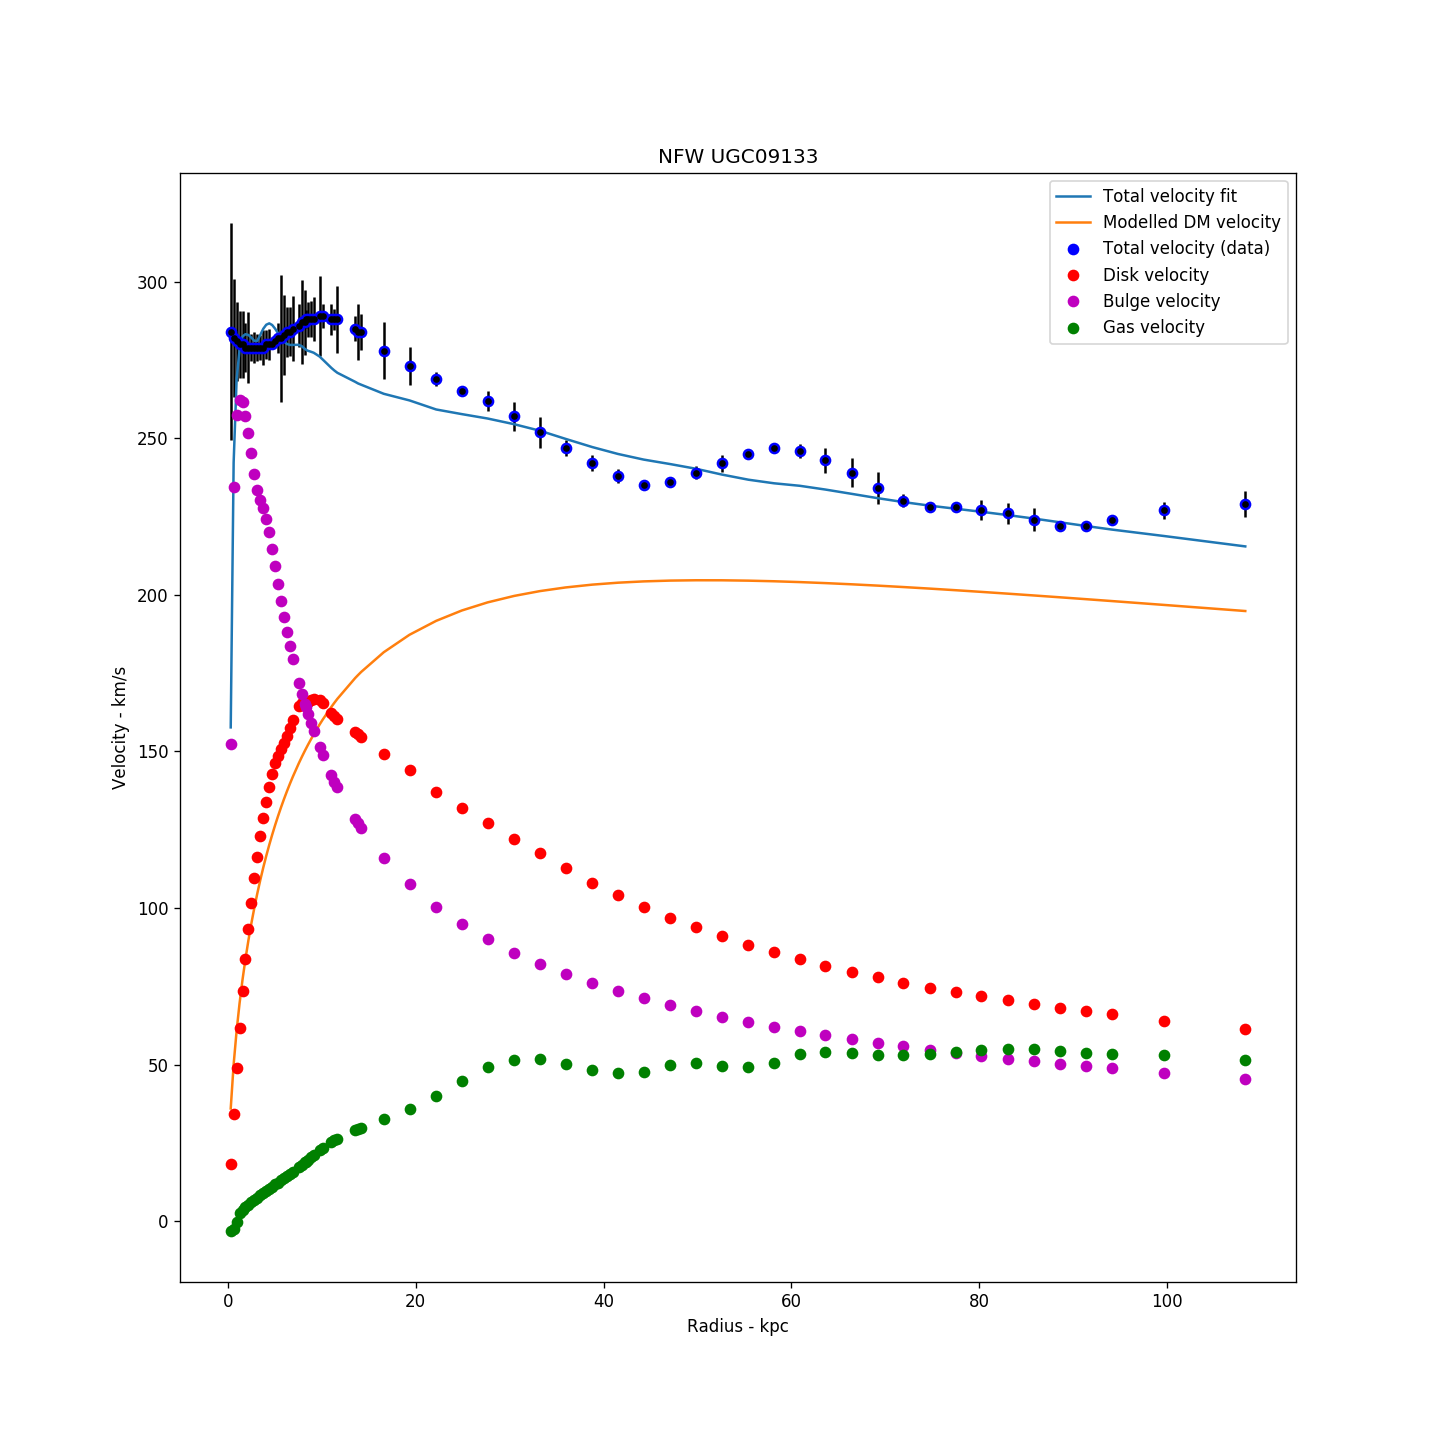 NFW UGC09133
Total velocity fit
Modelled DM velocity
Total velocity (data)
Disk velocity
Bulge velocity
Gas velocity
300
250
200
150
100
50
0
Velocity - km/s
0 20 40 60 80 100
Radius - kpc